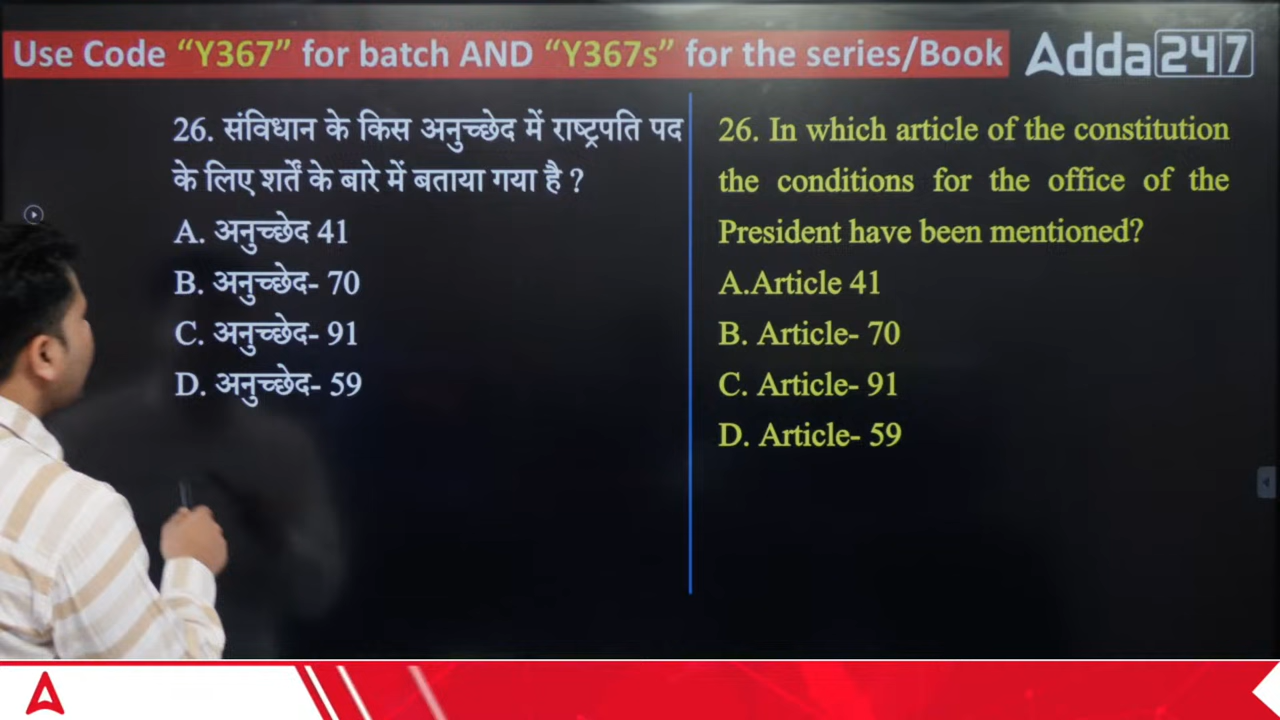 Use Code “Y367” for batch AND “Y367s” for the series/Book
Adda247
26. संविधान के किस अनुच्छेद में राष्ट्रपति पद
के लिए शर्तें के बारे में बताया गया है ?
A. अनुच्छेद 41
B. अनुच्छेद- 70
C. अनुच्छेद- 91
D. अनुच्छेद- 59
26. In which article of the constitution
the conditions for the office of the
President have been mentioned?
A.Article 41
B. Article- 70
C. Article- 91
D. Article- 59